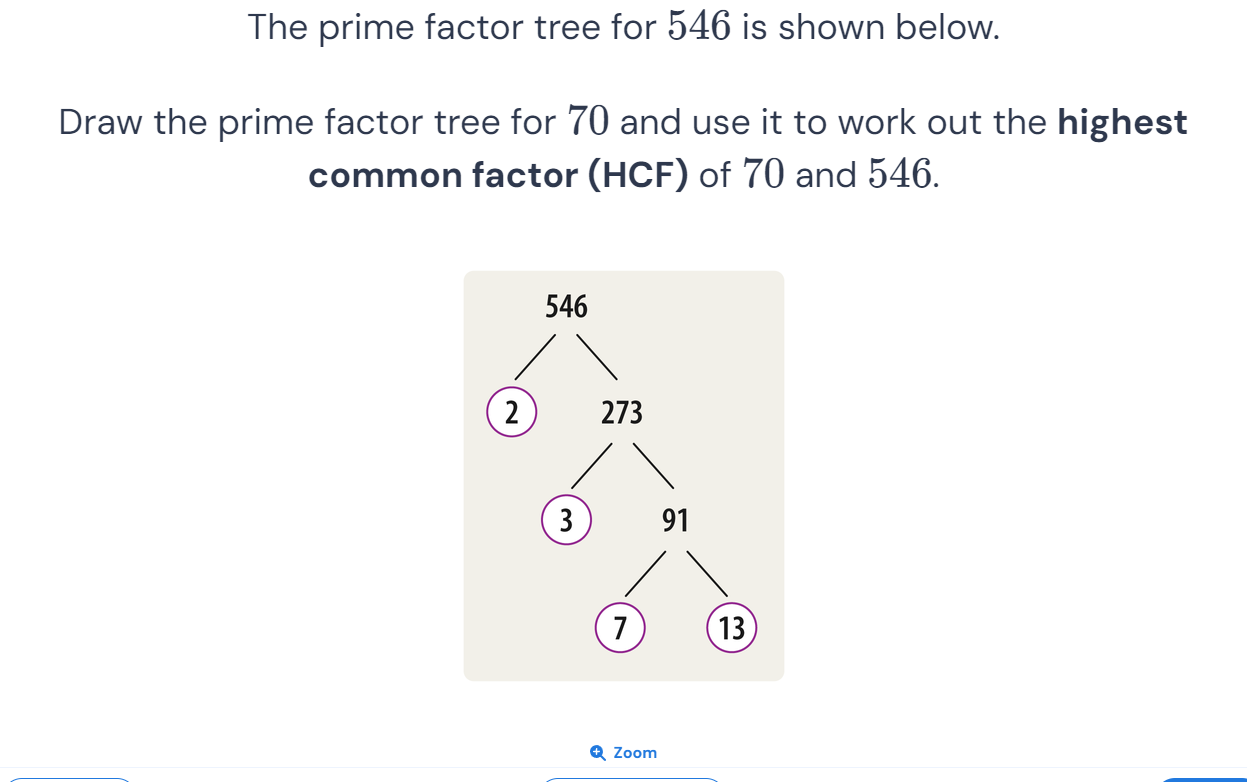 The prime factor tree for 546 is shown below.
Draw the prime factor tree for 70 and use it to work out the highest
common factor (HCF) of 70 and 546.
546
2 273
3 91
7 13
Zoom